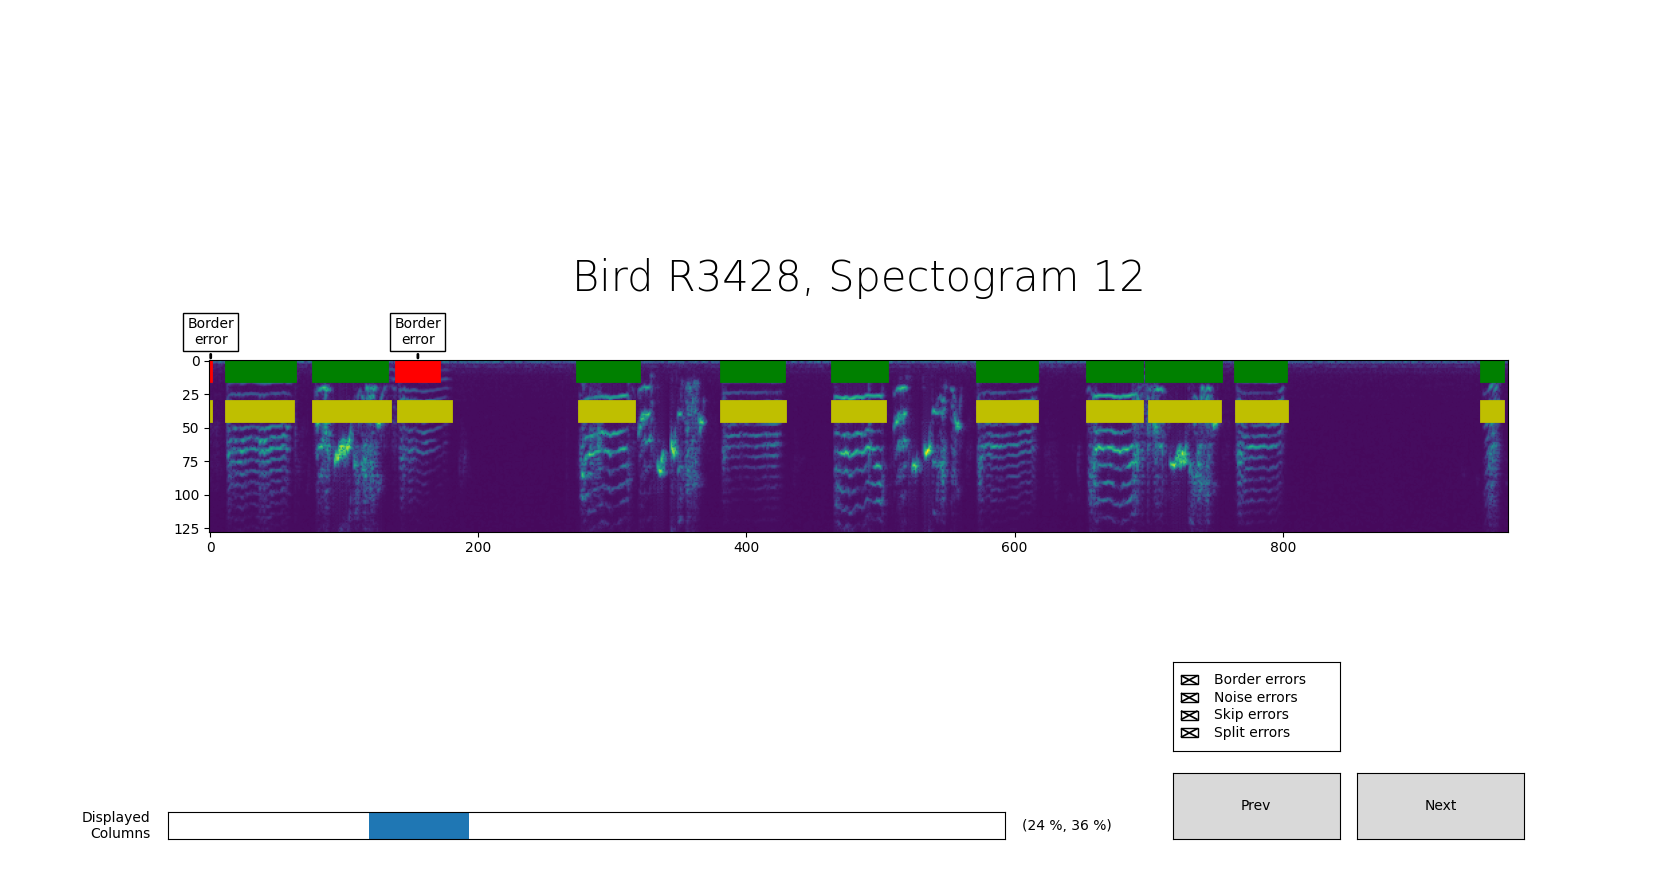 Bird R3428, Spectogram 12
Border
error
Border
error
0
25
50
75
100
125
0
200
400
600
800
Border errors
Noise errors
Skip errors
Split errors
Prev
Next
Displayed
Columns
(24 %, 36 %)